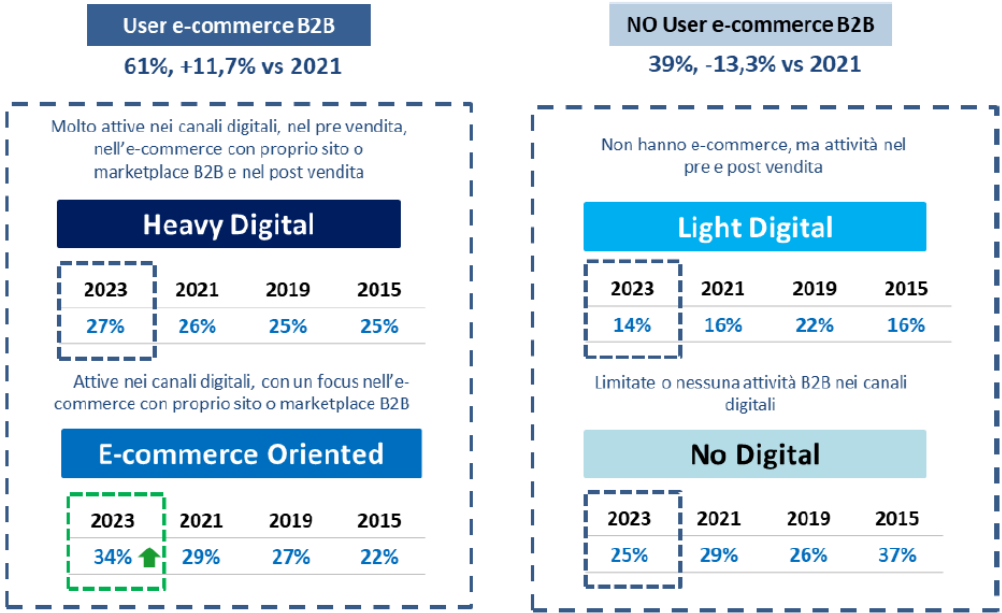 User e-commerce B2B
61%, +11,7% vs 2021
Molto attive nei canali digitali, nel pre vendita,
nell'e-commerce con proprio sito o
marketplace B2B e nel post vendita
Heavy Digital
2023 2021 2019 2015
27% 26% 25% 25%
Attive nei canali digitali, con un focus nell'e-
commerce con proprio sito o marketplace B2B
E-commerce Oriented
2023 2021 2019 2015
34% 29% 27% 22%
NO User e-commerce B2B
39%, -13,3% vs 2021
Non hanno e-commerce, ma attività nel
pre e post vendita
Light Digital
2023 2021 2019 2015
14% 16% 22% 16%
Limitate o nessuna attività B2B nei canali
digitali
No Digital
2023 2021 2019 2015
25% 29% 26% 37%